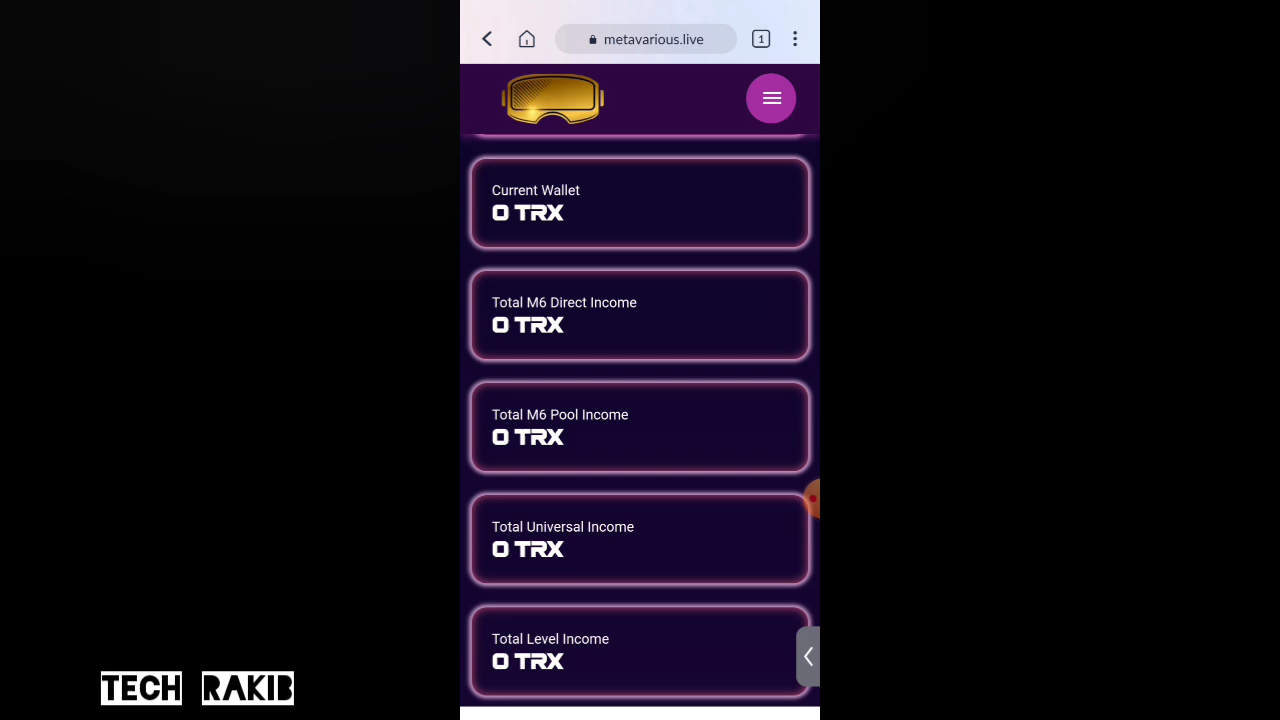 metavarious.live
1
Current Wallet
0 TRX
Total M6 Direct Income
0 TRX
Total M6 Pool Income
0 TRX
Total Universal Income
0 TRX
Total Level Income
0 TRX
TECH RAKIB